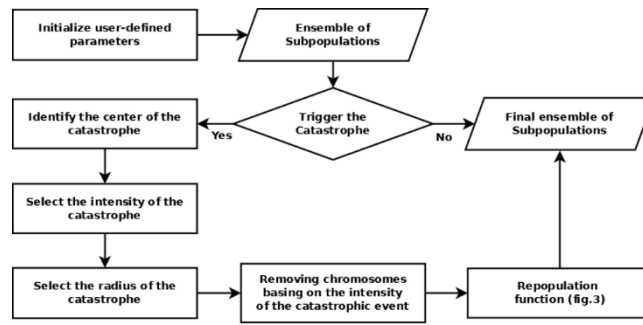 Initialize user-defined
parameters
Ensemble of
Subpopulations
Identify the center of the
catastrophe
Yes
Trigger the
Catastrophe
No
Final ensemble of
Subpopulations
Select the intensity of the
catastrophe
Select the radius of the
catastrophe
Removing chromosomes
basing on the intensity
of the catastrophic event
Repopulation
function (fig.3)